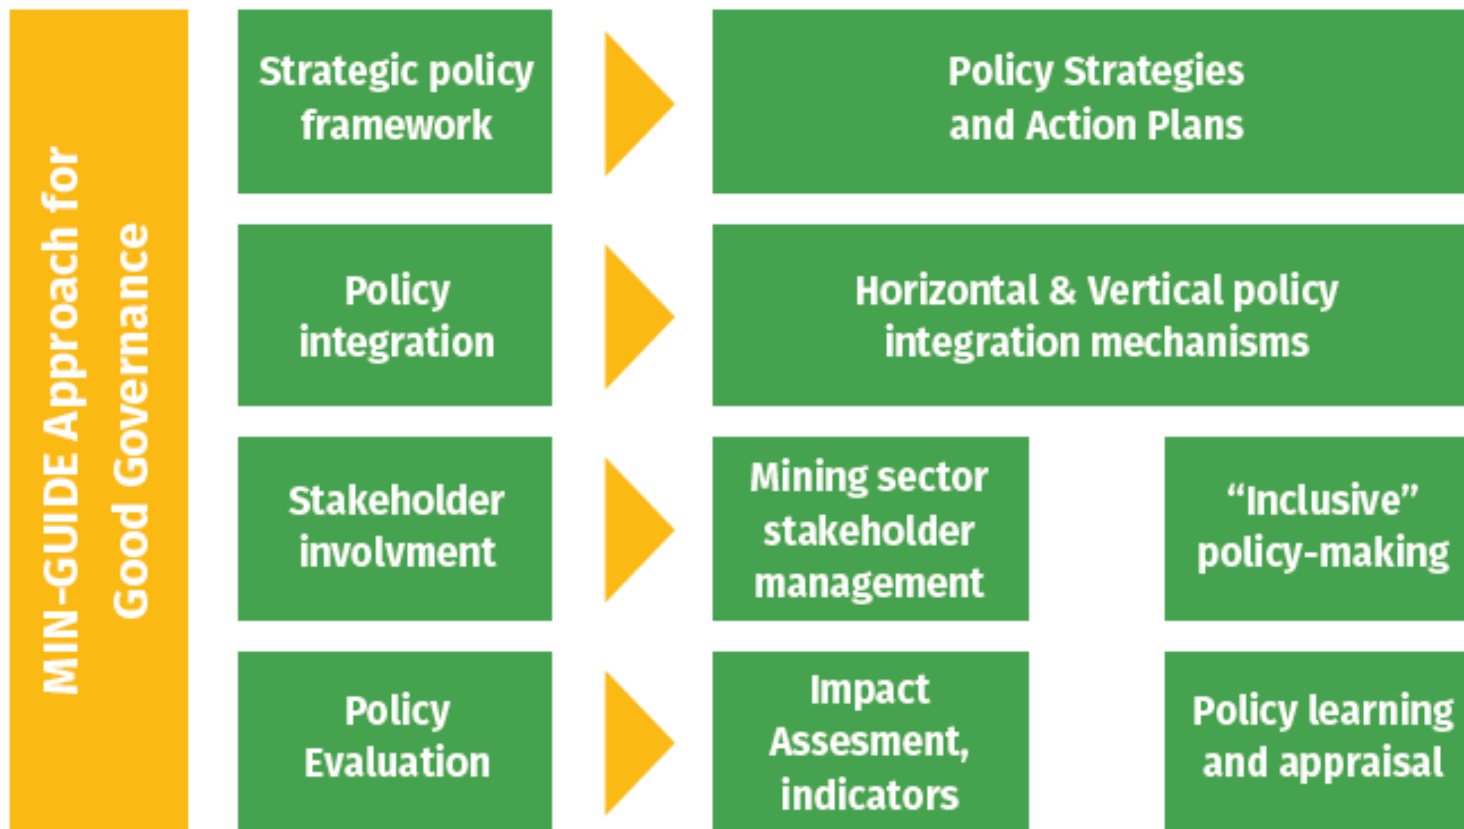 MIN-GUIDE Approach for
Good Governance
Strategic policy
framework
Policy Strategies
and Action Plans
Policy
integration
Horizontal & Vertical policy
integration mechanisms
Stakeholder
involvment
Mining sector
stakeholder
management
“Inclusive”
policy-making
Policy
Evaluation
Impact
Assesment,
indicators
Policy learning
and appraisal